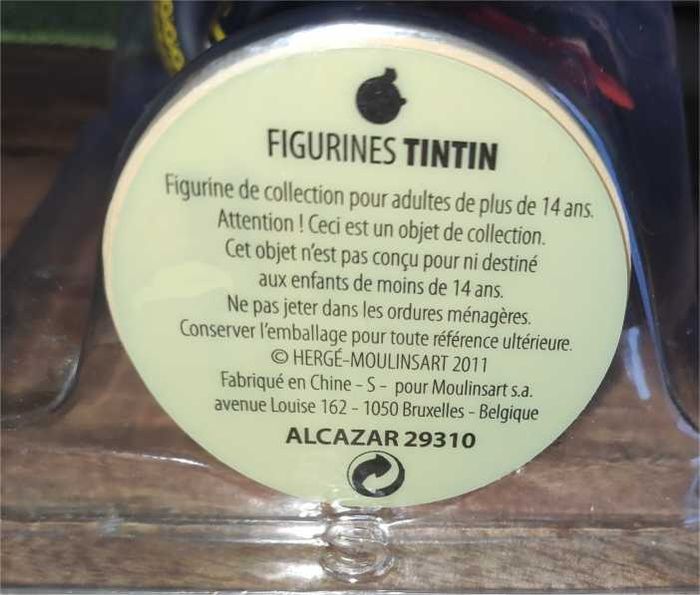 FIGURINES TINTIN
Figurine de collection pour adultes de plus de 14 ans.
Attention ! Ceci est un objet de collection.
Cet objet n'est pas conçu pour ni destiné
aux enfants de moins de 14 ans.
Ne pas jeter dans les ordures ménagères.
Conserver l'emballage pour toute référence ultérieure.
© HERGÉ-MOULINSART 2011
Fabriqué en Chine - S - pour Moulinsart s.a.
avenue Louise 162 - 1050 Bruxelles - Belgique
ALCAZAR 29310